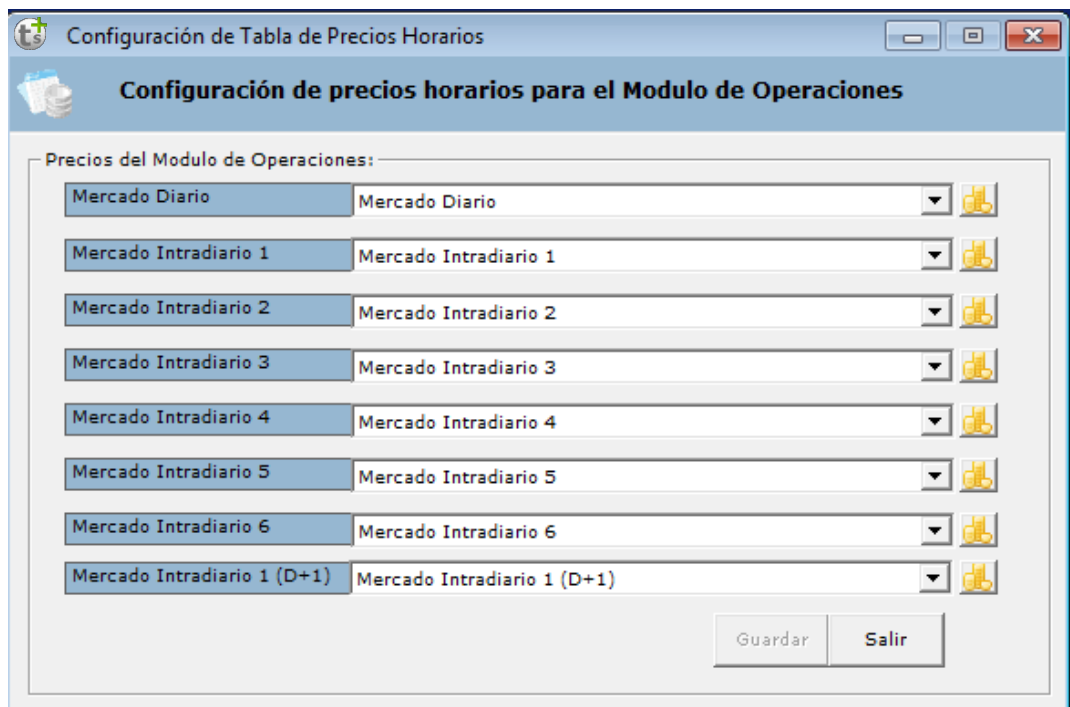 ts+ Configuración de Tabla de Precios Horarios
Configuración de precios horarios para el Modulo de Operaciones
Precios del Modulo de Operaciones:
Mercado Diario Mercado Diario
Mercado Intradiario 1 Mercado Intradiario 1
Mercado Intradiario 2 Mercado Intradiario 2
Mercado Intradiario 3 Mercado Intradiario 3
Mercado Intradiario 4 Mercado Intradiario 4
Mercado Intradiario 5 Mercado Intradiario 5
Mercado Intradiario 6 Mercado Intradiario 6
Mercado Intradiario 1 (D+1) Mercado Intradiario 1 (D+1)
Guardar Salir